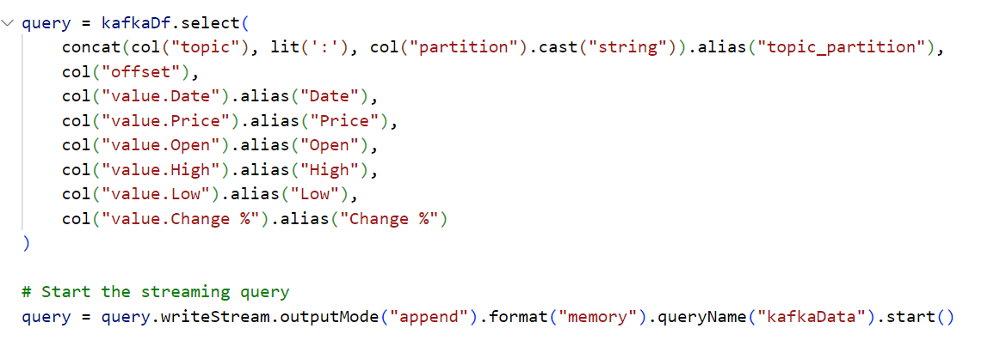 query = kafkaDf.select(
    concat(col("topic"), lit(':'), col("partition").cast("string")).alias("topic_partition"),
    col("offset"),
    col("value.Date").alias("Date"),
    col("value.Price").alias("Price"),
    col("value.Open").alias("Open"),
    col("value.High").alias("High"),
    col("value.Low").alias("Low"),
    col("value.Change %").alias("Change %")
)
# Start the streaming query
query = query.writeStream.outputMode("append").format("memory").queryName("kafkaData").start()